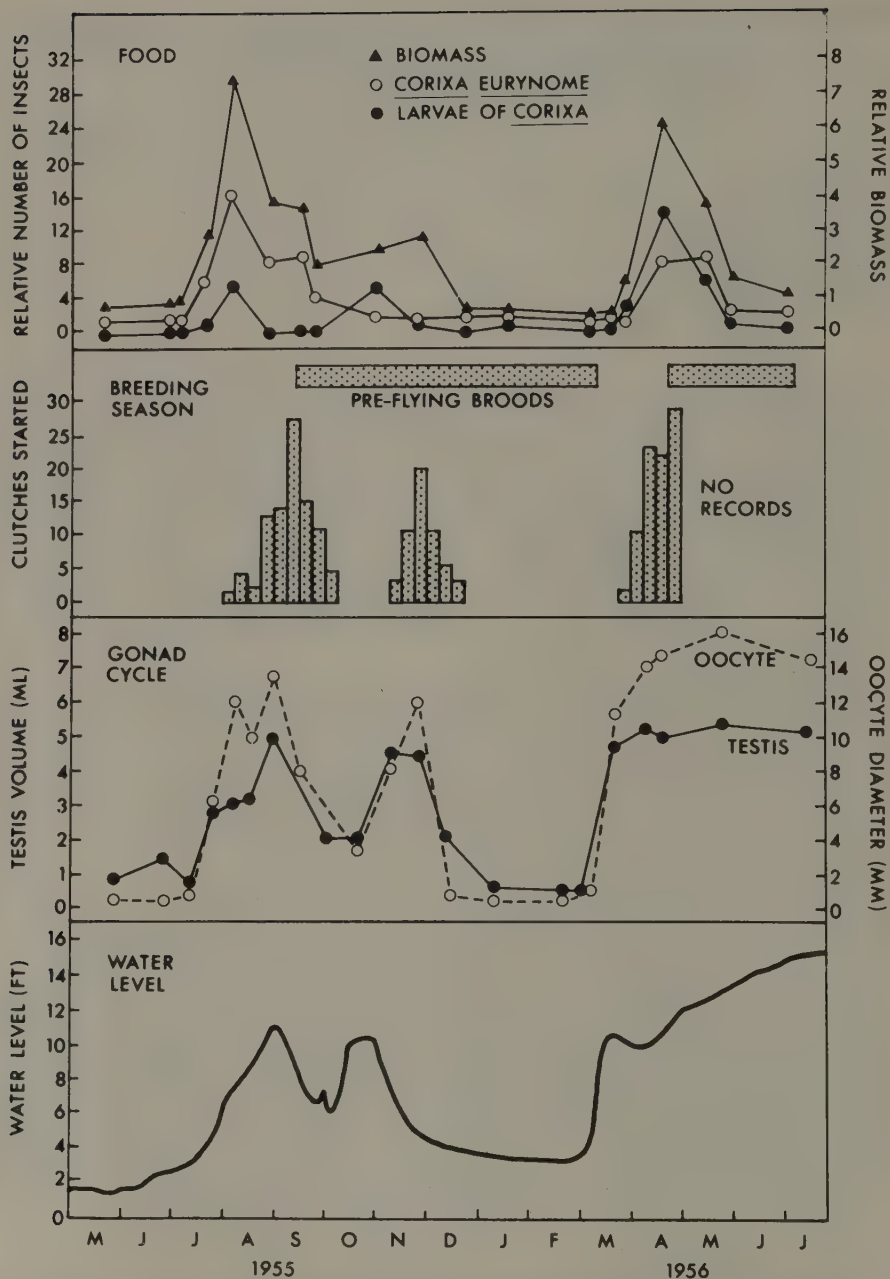 FOOD
▲ BIOMASS
○ CORIXA EURYNOME
● LARVAE OF CORIXA
RELATIVE NUMBER OF INSECTS
32
28
24
20
16
12
8
4
0
8
7
6
5
4
3
2
1
0
RELATIVE BIOMASS
BREEDING
SEASON
PRE-FLYING BROODS
NO
RECORDS
CLUTCHES STARTED
30
25
20
15
10
5
0
GONAD
CYCLE
OOCYTE
TESTIS
TESTIS VOLUME (ML)
8
7
6
5
4
3
2
1
0
16
14
12
10
8
6
4
2
0
OOCYTE DIAMETER (MM)
WATER
LEVEL
WATER LEVEL (FT)
16
14
12
10
8
6
4
2
0
M J J A S O N D J F M A M J J
1955 1956